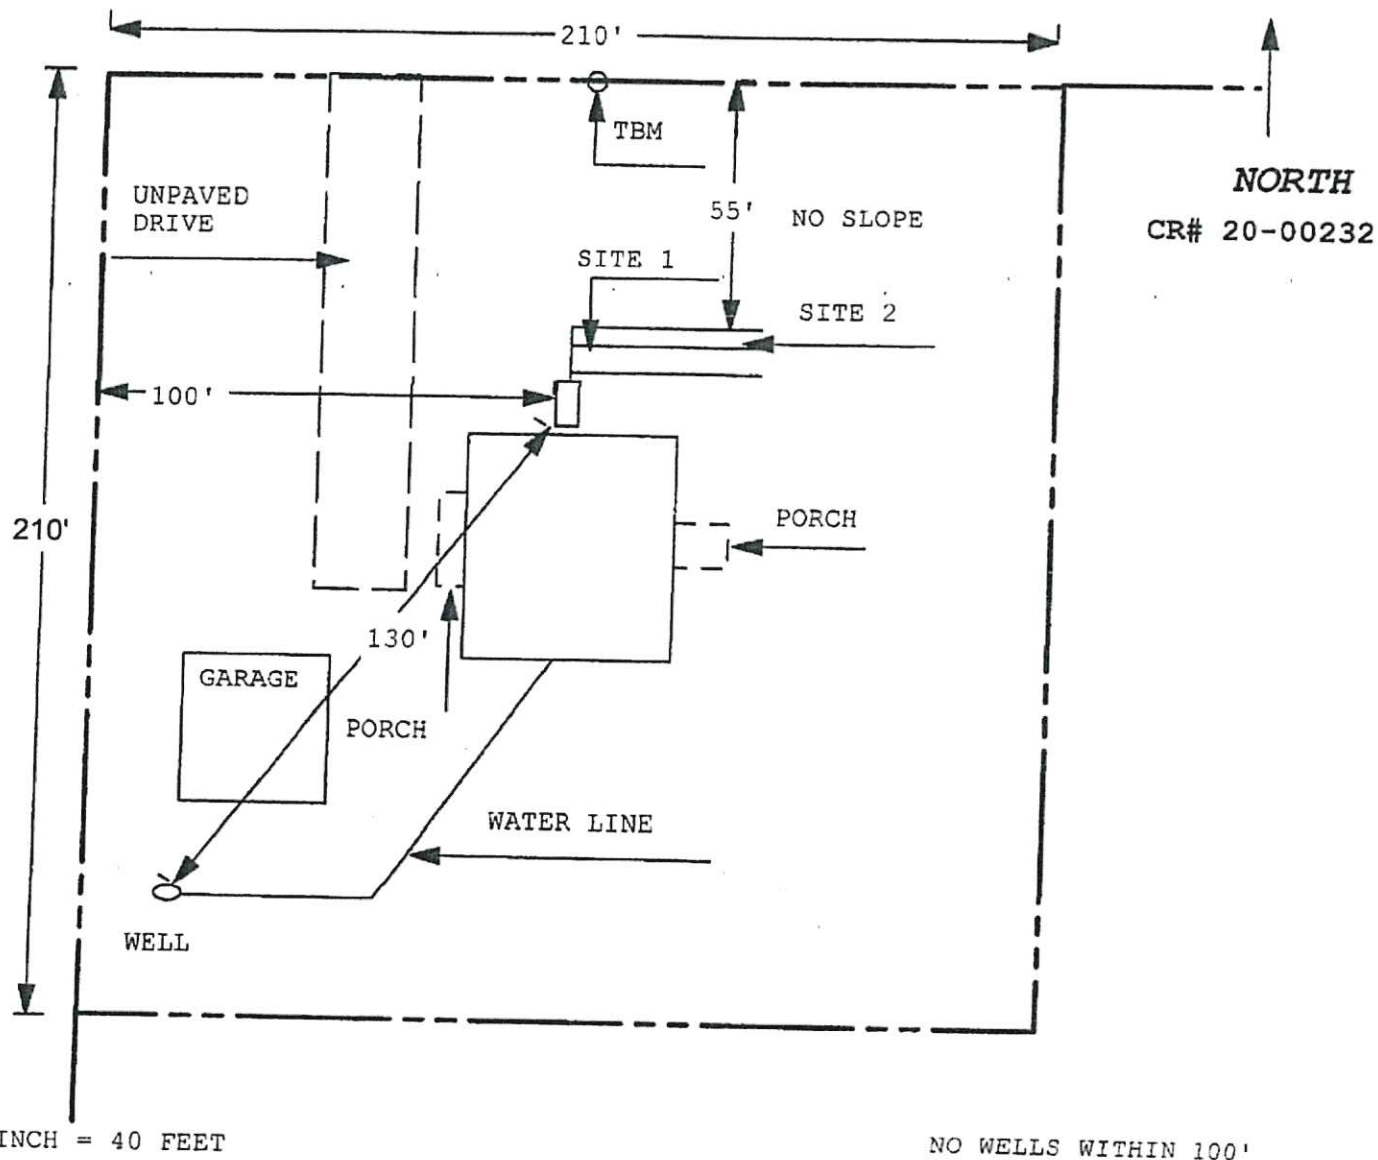 210'
TBM
UNPAVED
DRIVE
NORTH
55'
NO SLOPE
CR# 20-00232
SITE 1
SITE 2
100'
210'
PORCH
130'
GARAGE
PORCH
WATER LINE
WELL
INCH = 40 FEET
NO WELLS WITHIN 100'